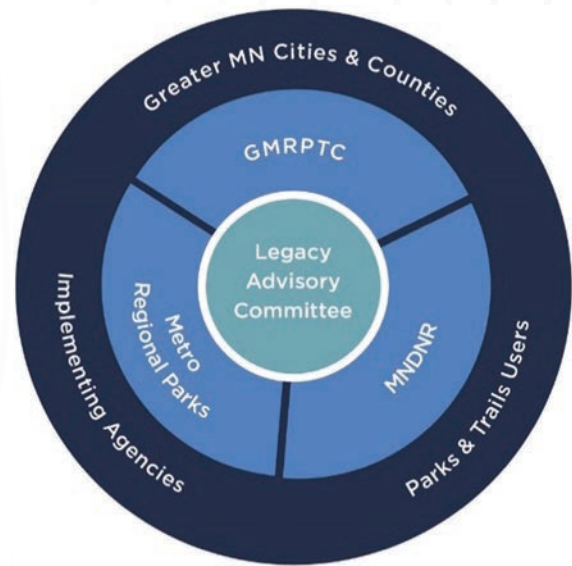 Greater MN Cities & Counties
GMRPTC
Legacy
Advisory
Committee
Metro
Regional Parks
MNDNR
Implementing Agencies
Parks & Trails Users